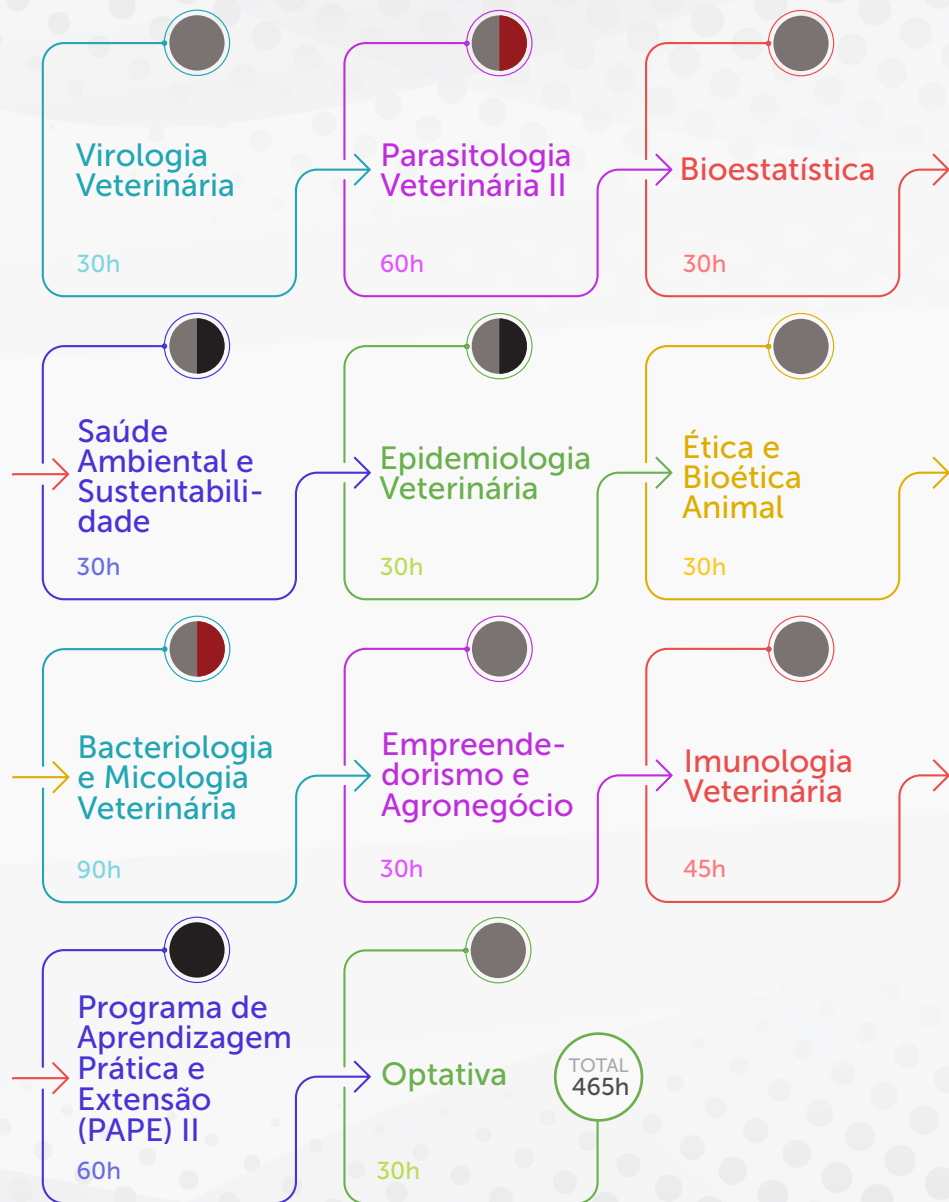 Virologia
Veterinária
30h
Parasitologia
Veterinária II
60h
Bioestatística
30h
Saúde
Ambiental e
Sustentabili-
dade
30h
Epidemiologia
Veterinária
30h
Ética e
Bioética
Animal
30h
Bacteriologia
e Micologia
Veterinária
90h
Empreende-
dorismo e
Agronegócio
30h
Imunologia
Veterinária
45h
Programa de
Aprendizagem
Prática e
Extensão
(PAPE) II
60h
Optativa
30h
TOTAL
465h